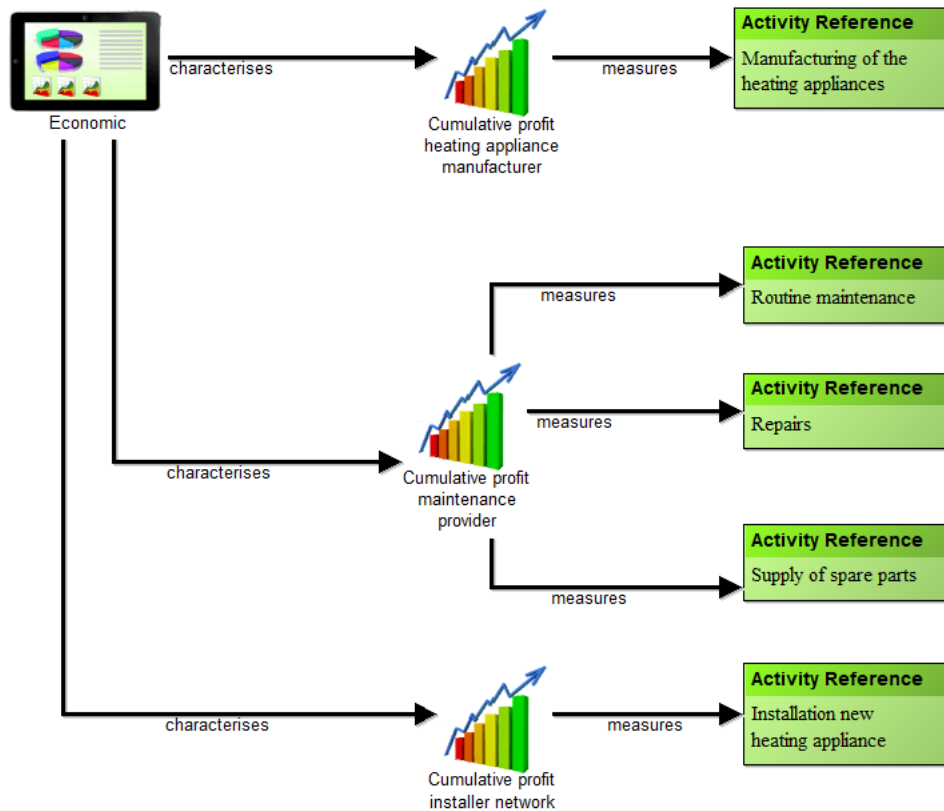 Economic
characterises
Cumulative profit
heating appliance
manufacturer
measures
Activity Reference
Manufacturing of the
heating appliances
characterises
Cumulative profit
maintenance
provider
measures
Activity Reference
Routine maintenance
measures
Activity Reference
Repairs
measures
Activity Reference
Supply of spare parts
characterises
Cumulative profit
installer network
measures
Activity Reference
Installation new
heating appliance